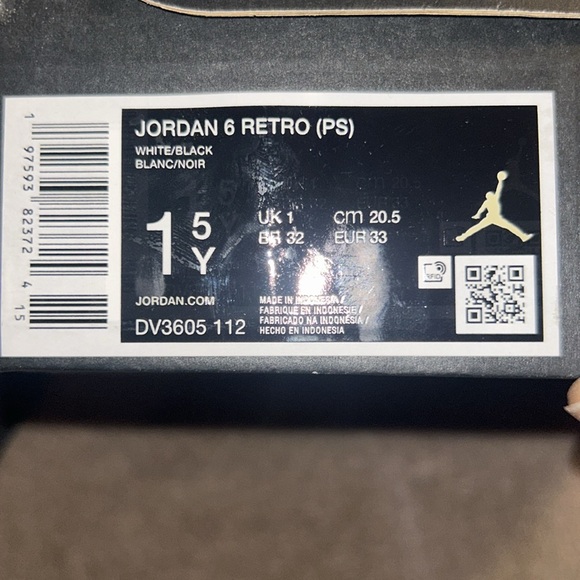 JORDAN 6 RETRO (PS)
WHITE/BLACK
BLANC/NOIR
1 5 Y
UK 1 cm 20.5
BR 32 EUR 33
JORDAN.COM
DV3605 112
MADE IN INDONESIA /
FABRIQUE EN INDONESIE /
FABRICADO NA INDONÉSIA /
HECHO EN INDONESIA
RFID
1 97593 82372 4 15